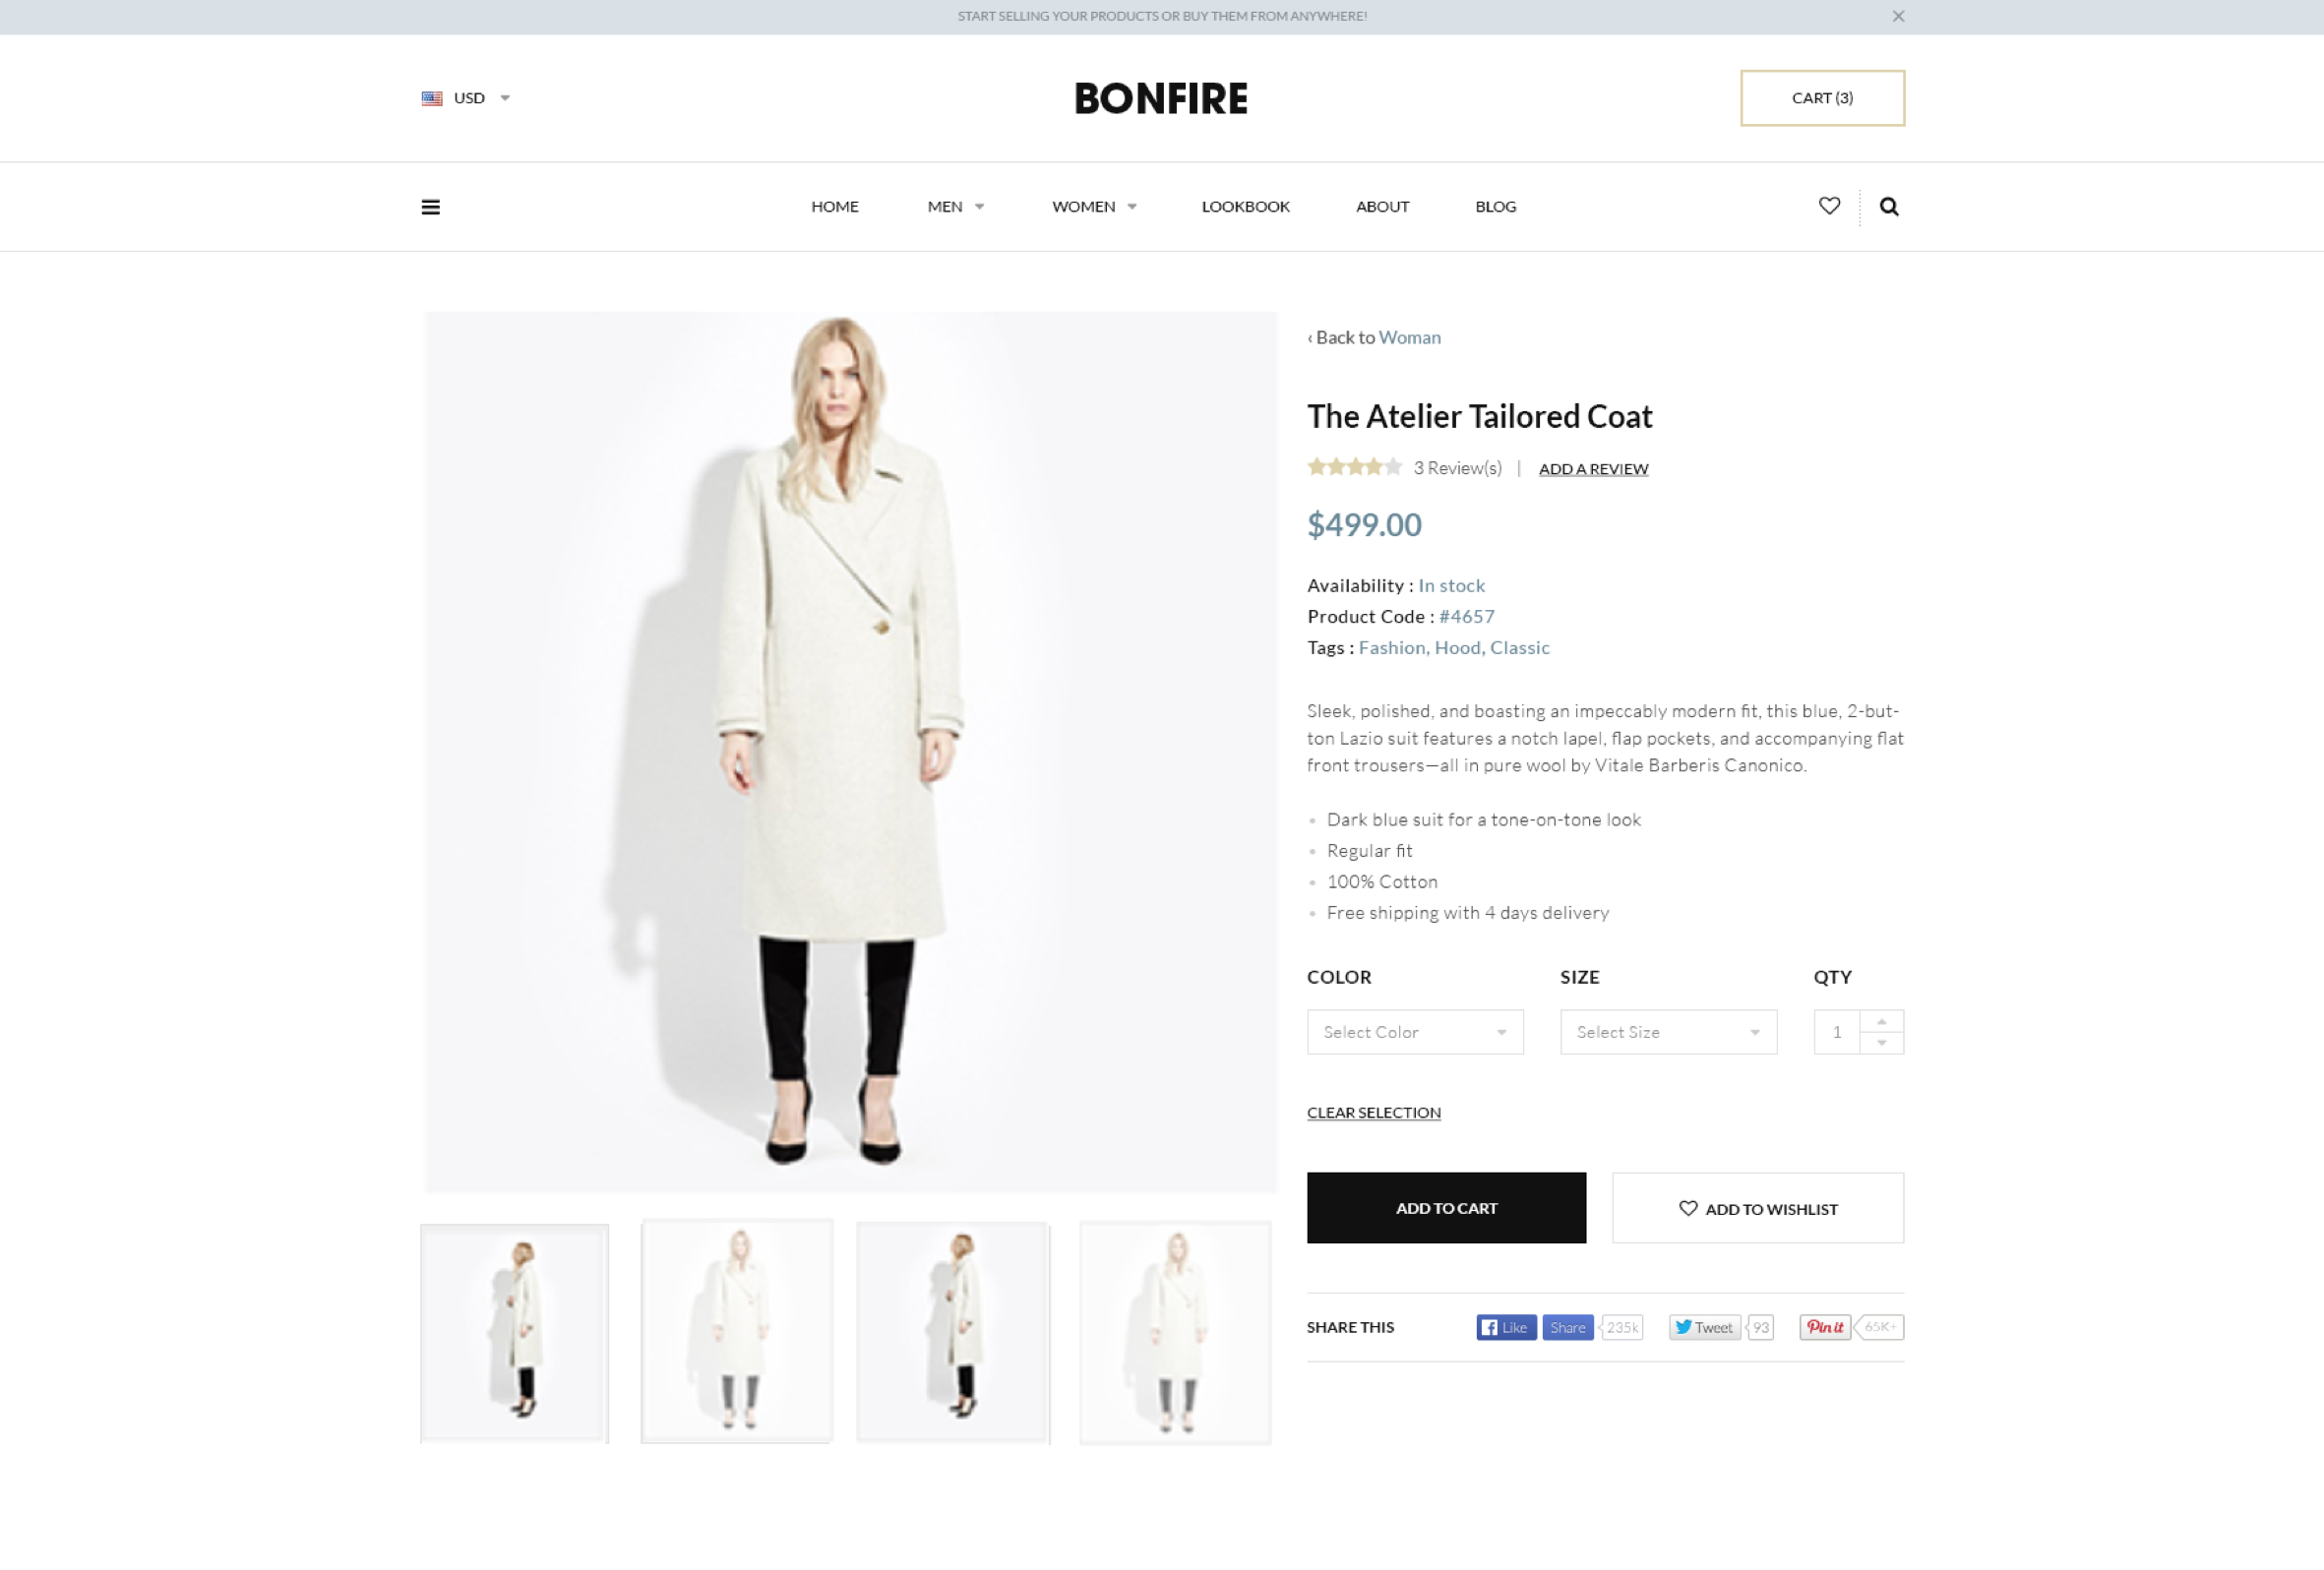 START SELLING YOUR PRODUCTS OR BUY THEM FROM ANYWHERE!
USD
BONFIRE
CART (3)
HOME MEN WOMEN LOOKBOOK ABOUT BLOG
‹ Back to Woman
The Atelier Tailored Coat
3 Review(s) | ADD A REVIEW
$499.00
Availability : In stock
Product Code : #4657
Tags : Fashion, Hood, Classic
Sleek, polished, and boasting an impeccably modern fit, this blue, 2-but-
ton Lazio suit features a notch lapel, flap pockets, and accompanying flat
front trousers—all in pure wool by Vitale Barberis Canonico.
• Dark blue suit for a tone-on-tone look
• Regular fit
• 100% Cotton
• Free shipping with 4 days delivery
COLOR SIZE QTY
Select Color Select Size 1
CLEAR SELECTION
ADD TO CART ADD TO WISHLIST
SHARE THIS Like Share 235k Tweet 93 Pin it 65K+